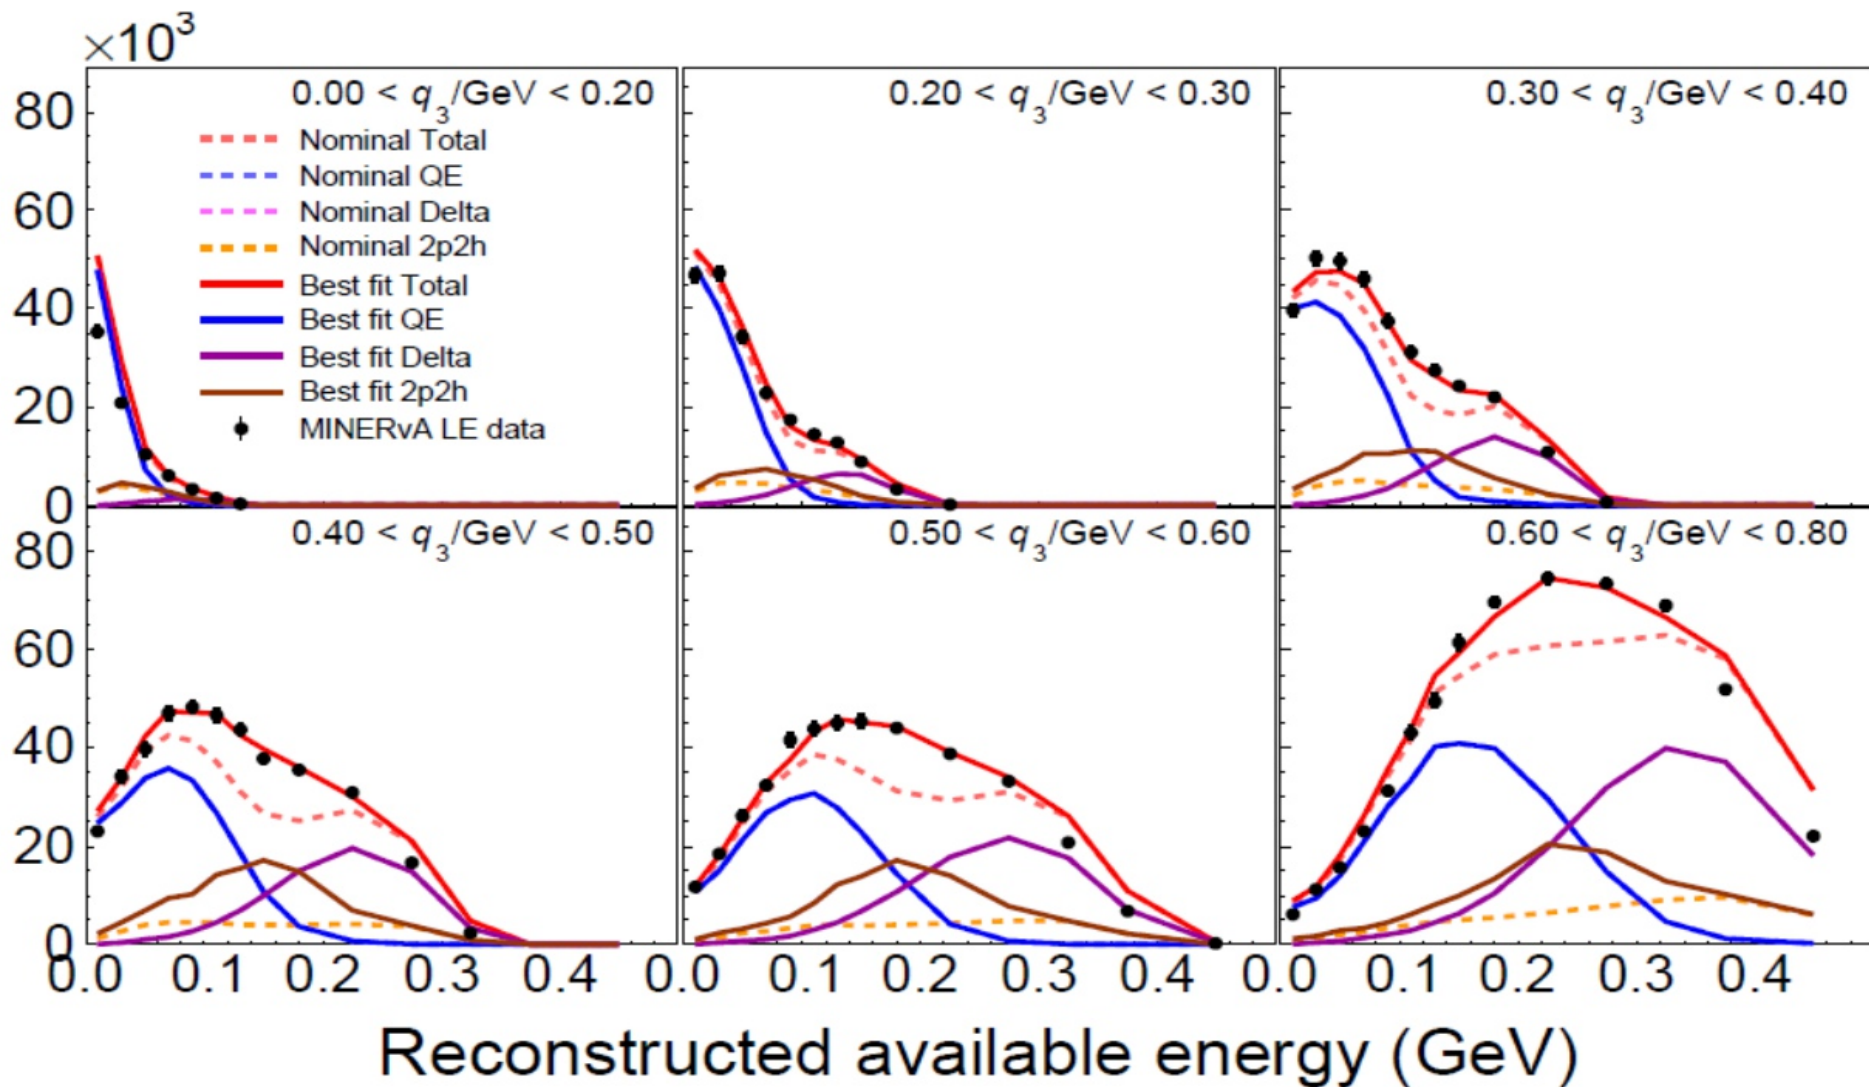 ×10³
0.00 < q₃/GeV < 0.20
0.20 < q₃/GeV < 0.30
0.30 < q₃/GeV < 0.40
80
60
40
20
0
Nominal Total
Nominal QE
Nominal Delta
Nominal 2p2h
Best fit Total
Best fit QE
Best fit Delta
Best fit 2p2h
MINERvA LE data
0.40 < q₃/GeV < 0.50
0.50 < q₃/GeV < 0.60
0.60 < q₃/GeV < 0.80
80
60
40
20
0
0.0 0.1 0.2 0.3 0.4 0.0 0.1 0.2 0.3 0.4 0.0 0.1 0.2 0.3 0.4
Reconstructed available energy (GeV)